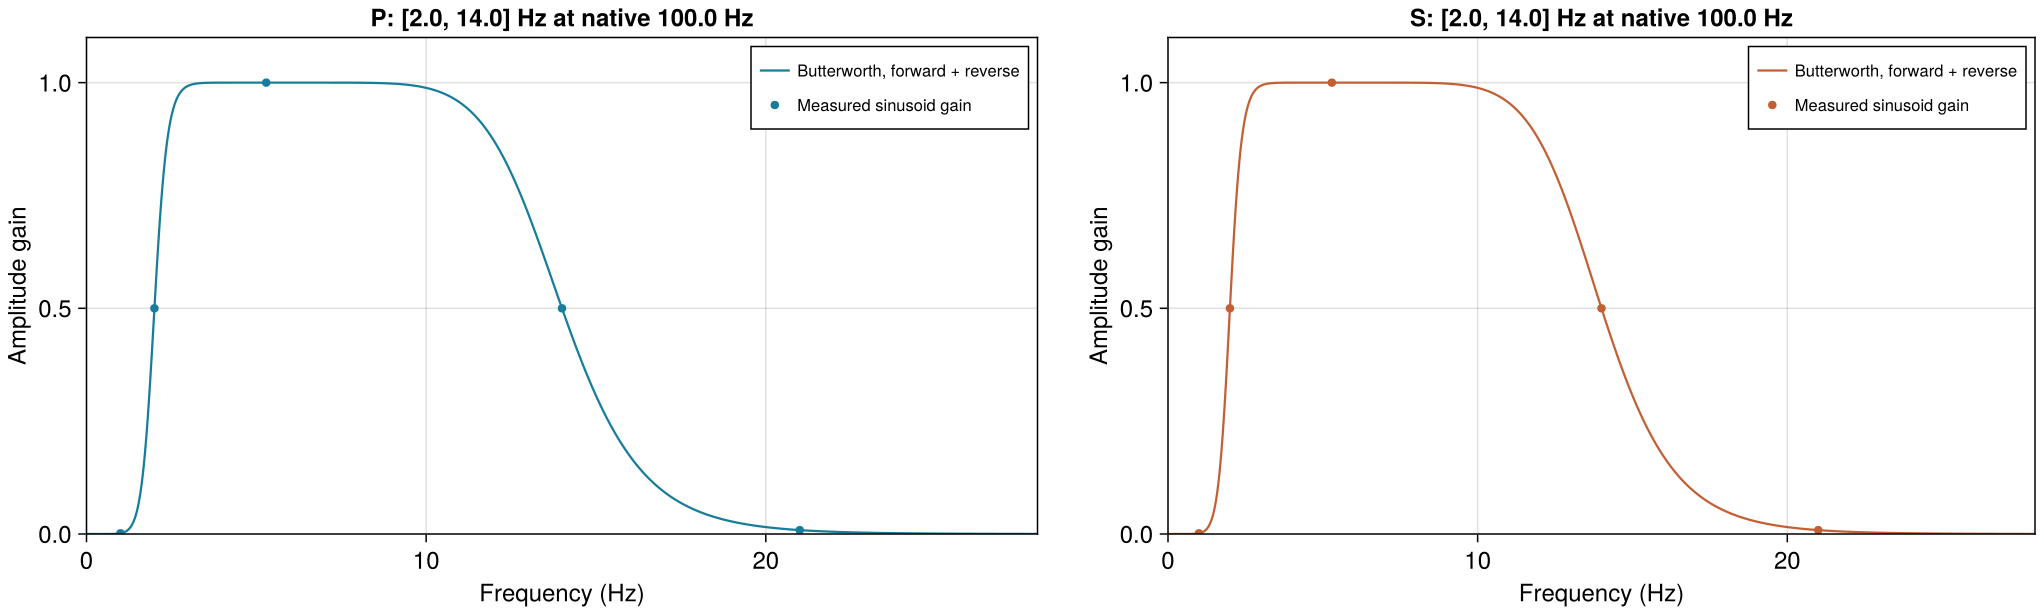 P: [2.0, 14.0] Hz at native 100.0 Hz
Butterworth, forward + reverse
Measured sinusoid gain
Amplitude gain
1.0
0.5
0.0
0
10
20
Frequency (Hz)
S: [2.0, 14.0] Hz at native 100.0 Hz
Butterworth, forward + reverse
Measured sinusoid gain
Amplitude gain
1.0
0.5
0.0
0
10
20
Frequency (Hz)